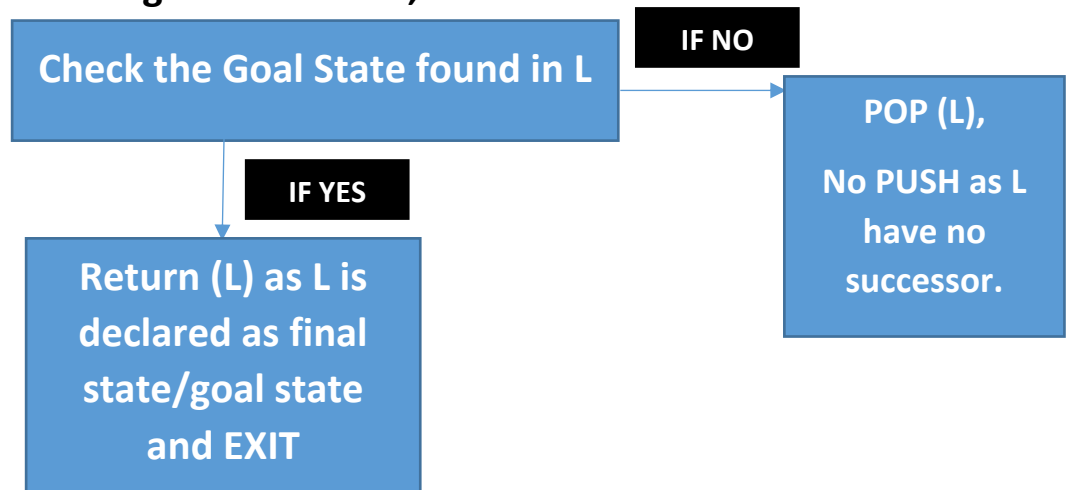 Check the Goal State found in L
IF NO
POP (L),
No PUSH as L
have no
successor.
IF YES
Return (L) as L is
declared as final
state/goal state
and EXIT